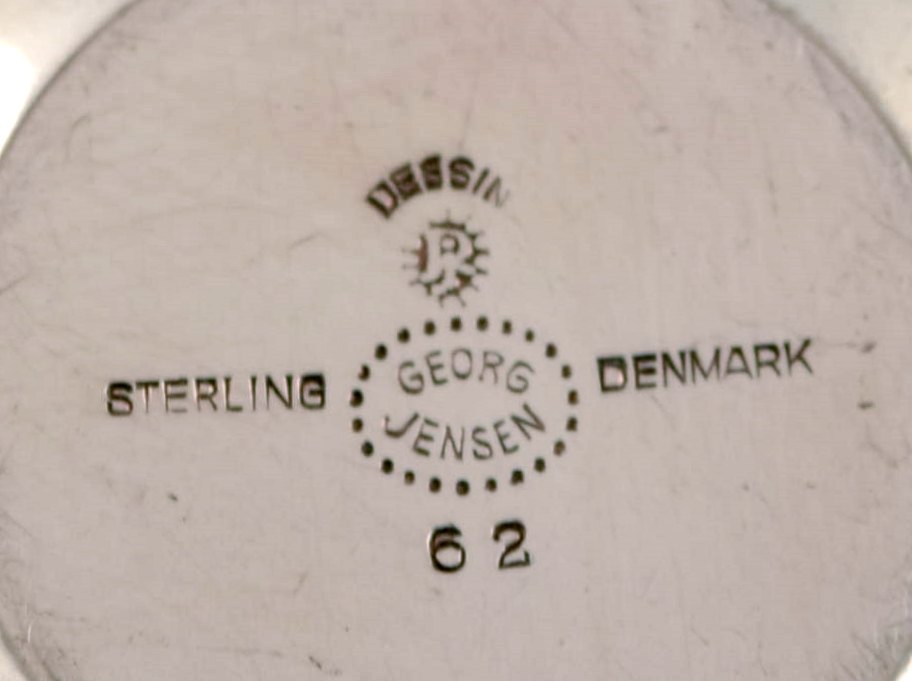 DESSIN
R
GEORG
JENSEN
STERLING
DENMARK
62